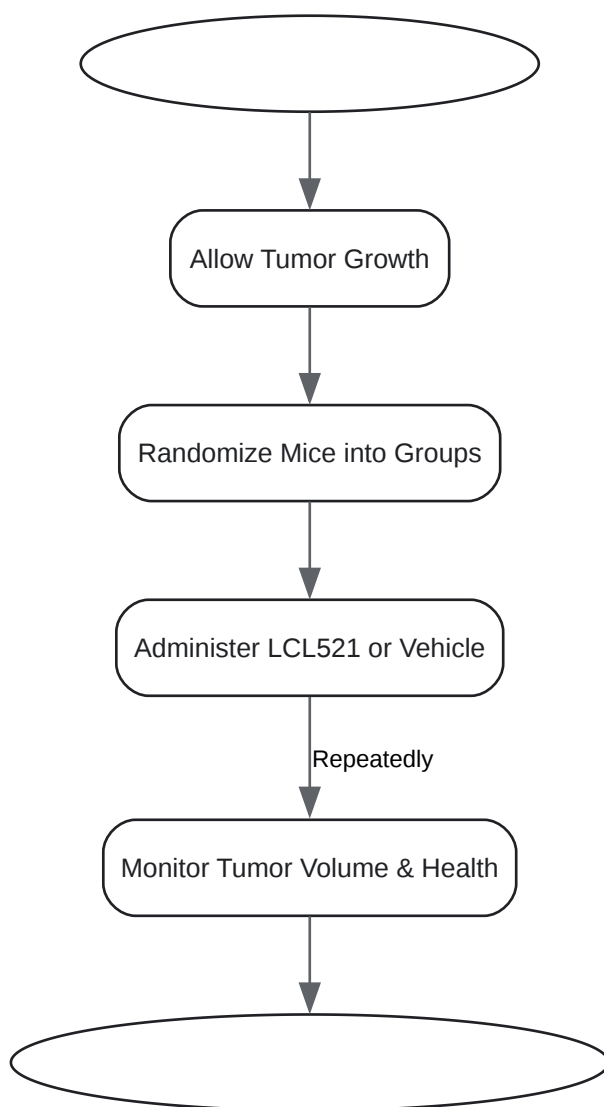 Allow Tumor Growth
Randomize Mice into Groups
Administer LCL521 or Vehicle
Repeatedly
Monitor Tumor Volume & Health